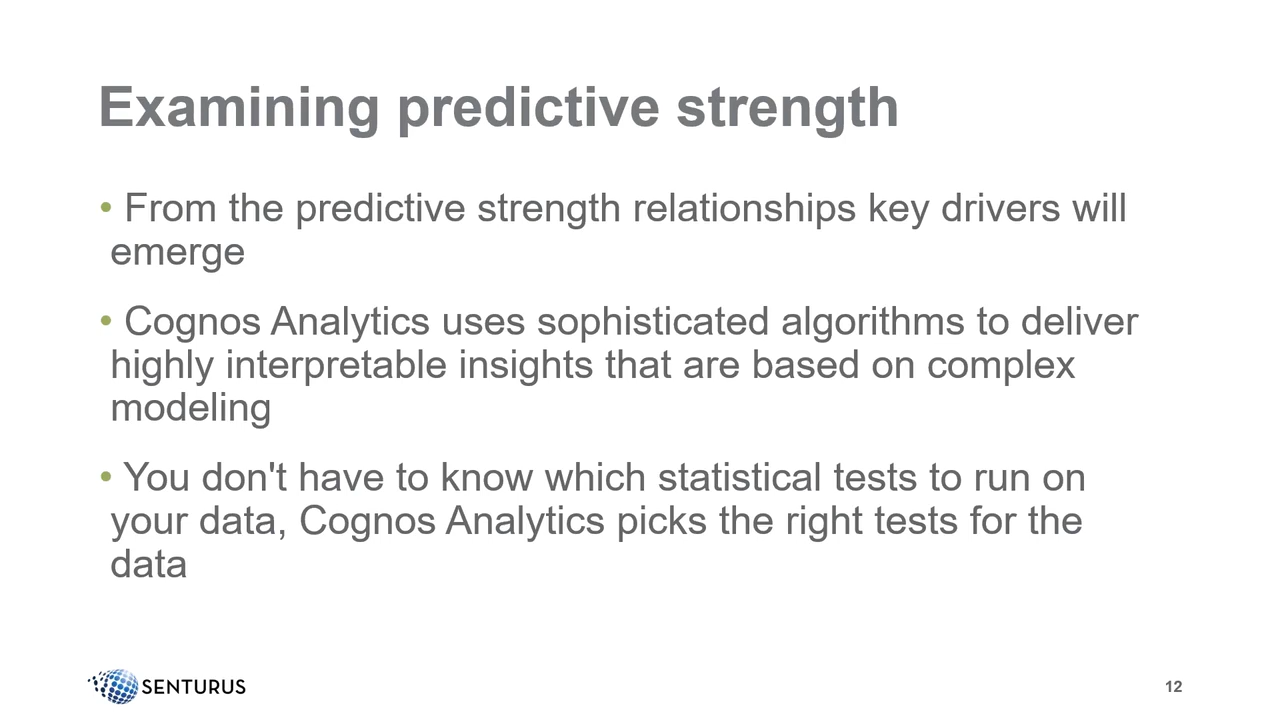 Examining predictive strength
• From the predictive strength relationships key drivers will
emerge
• Cognos Analytics uses sophisticated algorithms to deliver
highly interpretable insights that are based on complex
modeling
• You don't have to know which statistical tests to run on
your data, Cognos Analytics picks the right tests for the
data
SENTURUS
12